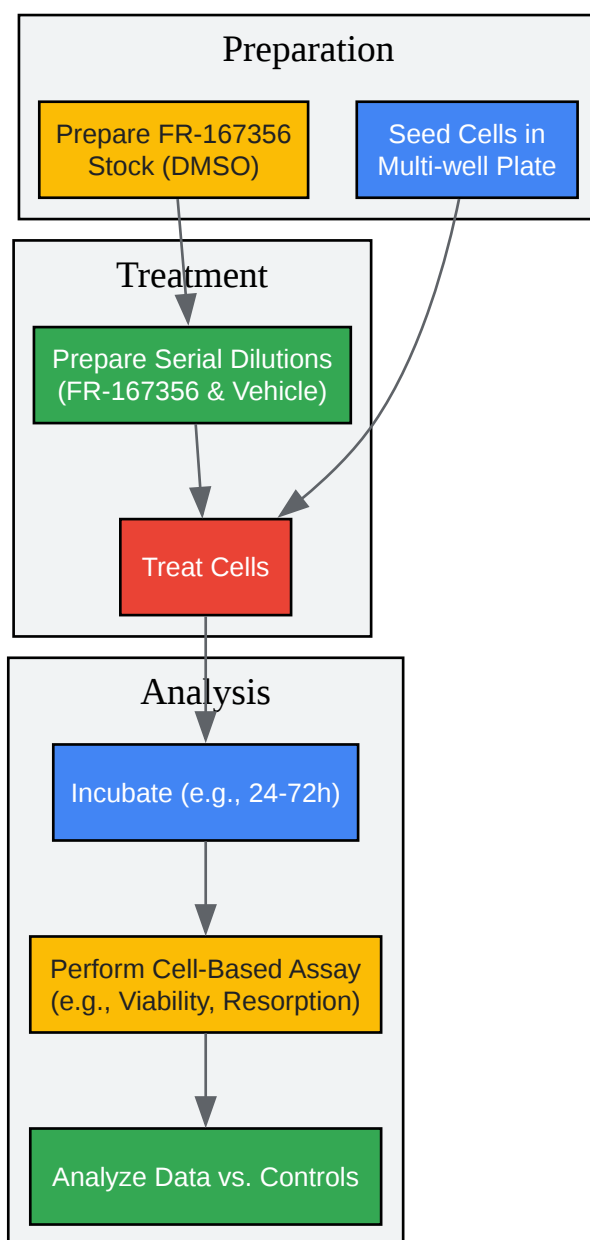 Preparation
Prepare FR-167356
Stock (DMSO)
Seed Cells in
Multi-well Plate
Treatment
Prepare Serial Dilutions
(FR-167356 & Vehicle)
Treat Cells
Analysis
Incubate (e.g., 24-72h)
Perform Cell-Based Assay
(e.g., Viability, Resorption)
Analyze Data vs. Controls